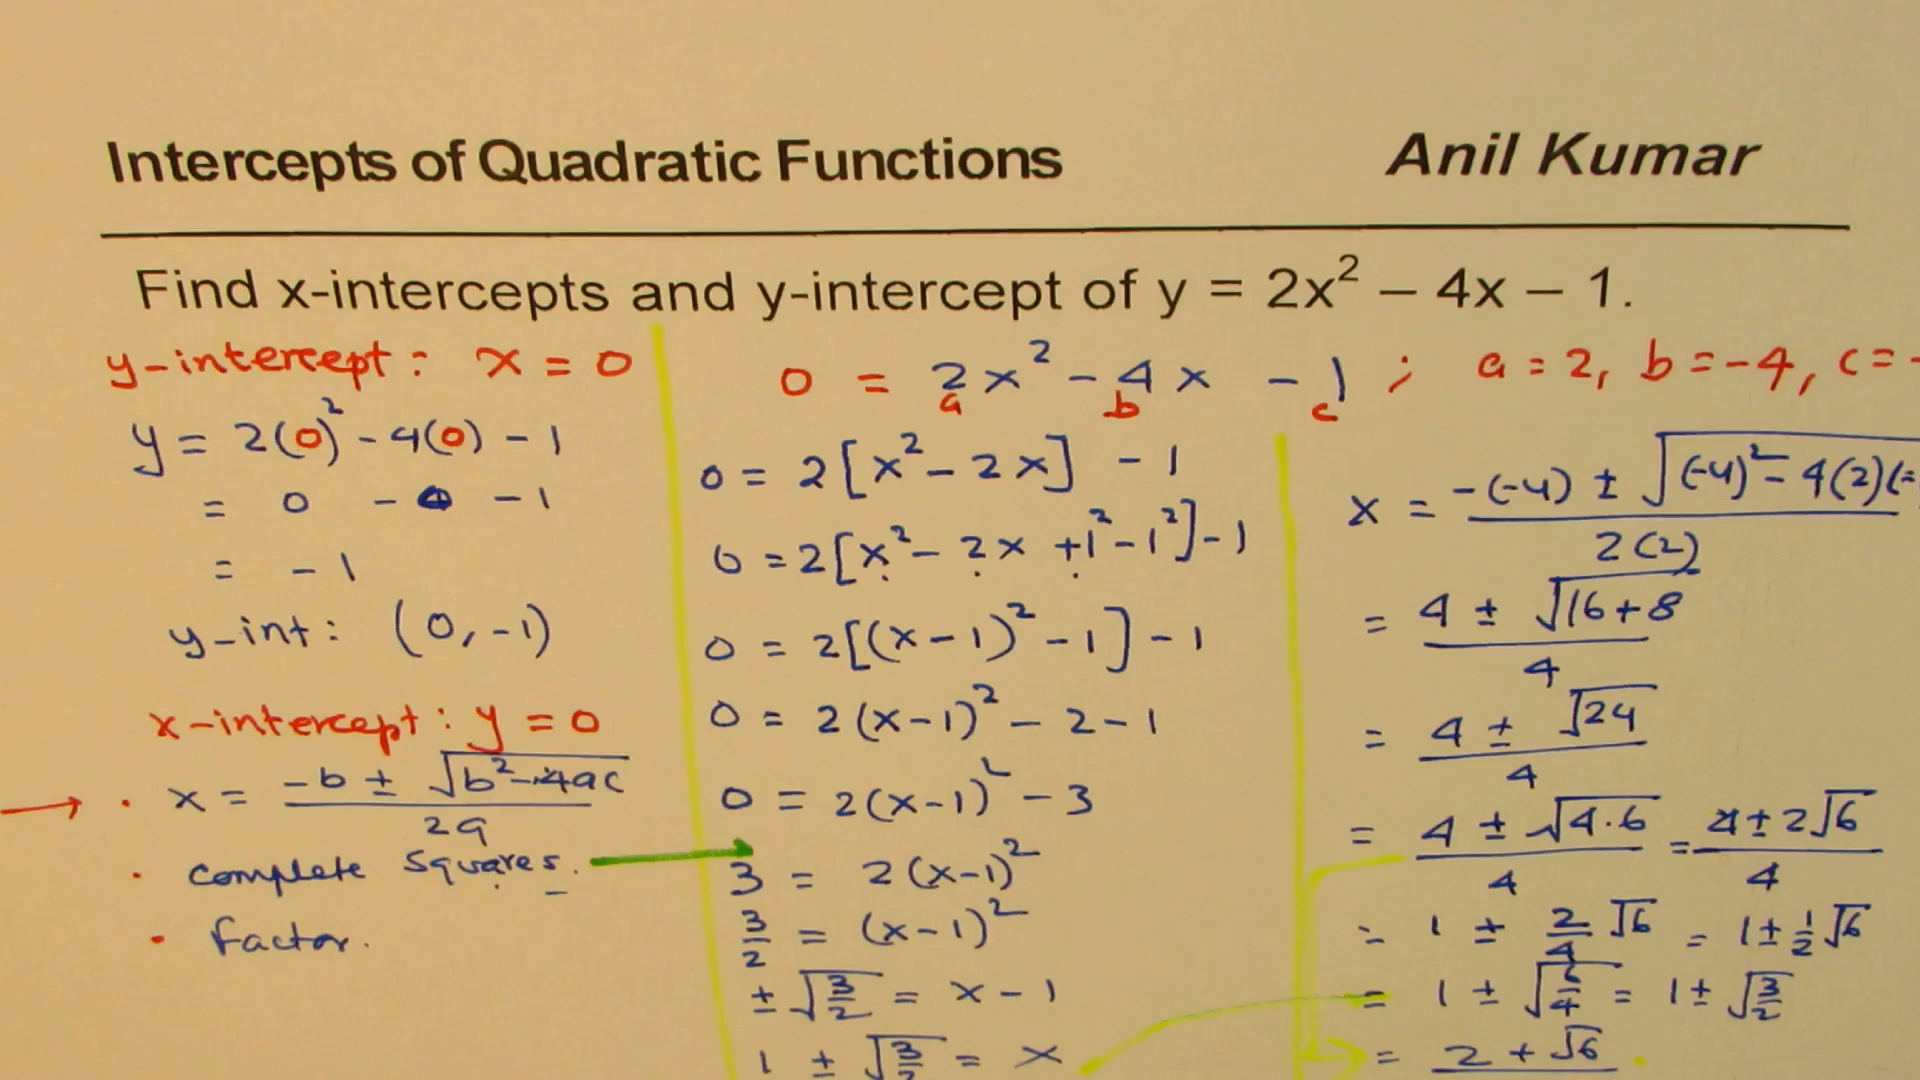 Intercepts of Quadratic Functions Anil Kumar
Find x-intercepts and y-intercept of y = 2x² – 4x – 1.
y-intercept: x = 0
y = 2(0)² - 4(0) - 1
= 0 - 0 - 1
= - 1
y-int: (0, -1)
x-intercept: y = 0
→ • x = (-b ± √(b²-4ac))/2a
• Complete Squares.
• factor.
0 = 2x² - 4x - 1 ; a = 2, b = -4, c = -
a b c
0 = 2[x² - 2x] - 1
0 = 2[x² - 2x + 1² - 1²] - 1
0 = 2[(x-1)² - 1] - 1
0 = 2(x-1)² - 2 - 1
0 = 2(x-1)² - 3
3 = 2(x-1)²
3/2 = (x-1)²
± √(3/2) = x - 1
1 ± √(3/2) = x
x = (-(-4) ± √((-4)² - 4(2)(-/2(2)
= (4 ± √(16+8))/4
= (4 ± √24)/4
= (4 ± √(4·6))/4 = (4 ± 2√6)/4
= 1 ± 2/4 √6 = 1 ± 1/2 √6
= 1 ± √(6/4) = 1 ± √(3/2)
= 2 + √6